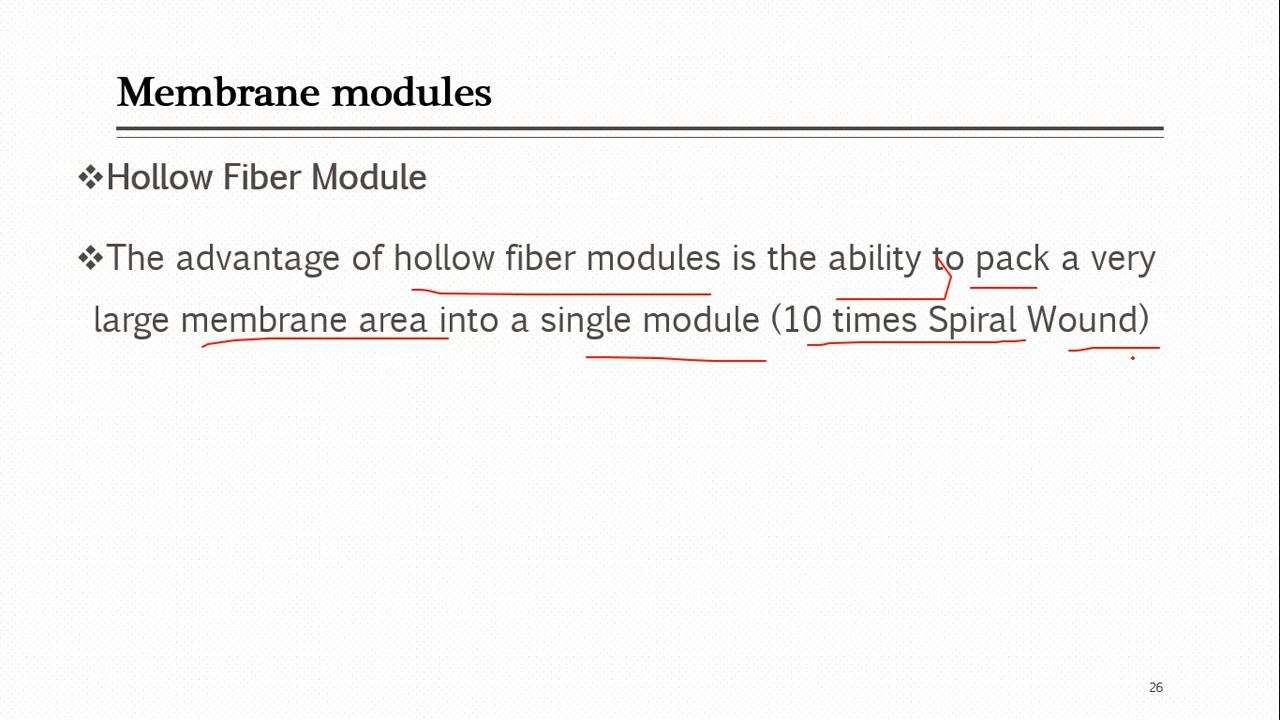 Membrane modules
❖Hollow Fiber Module
❖The advantage of hollow fiber modules is the ability to pack a very
large membrane area into a single module (10 times Spiral Wound)
26